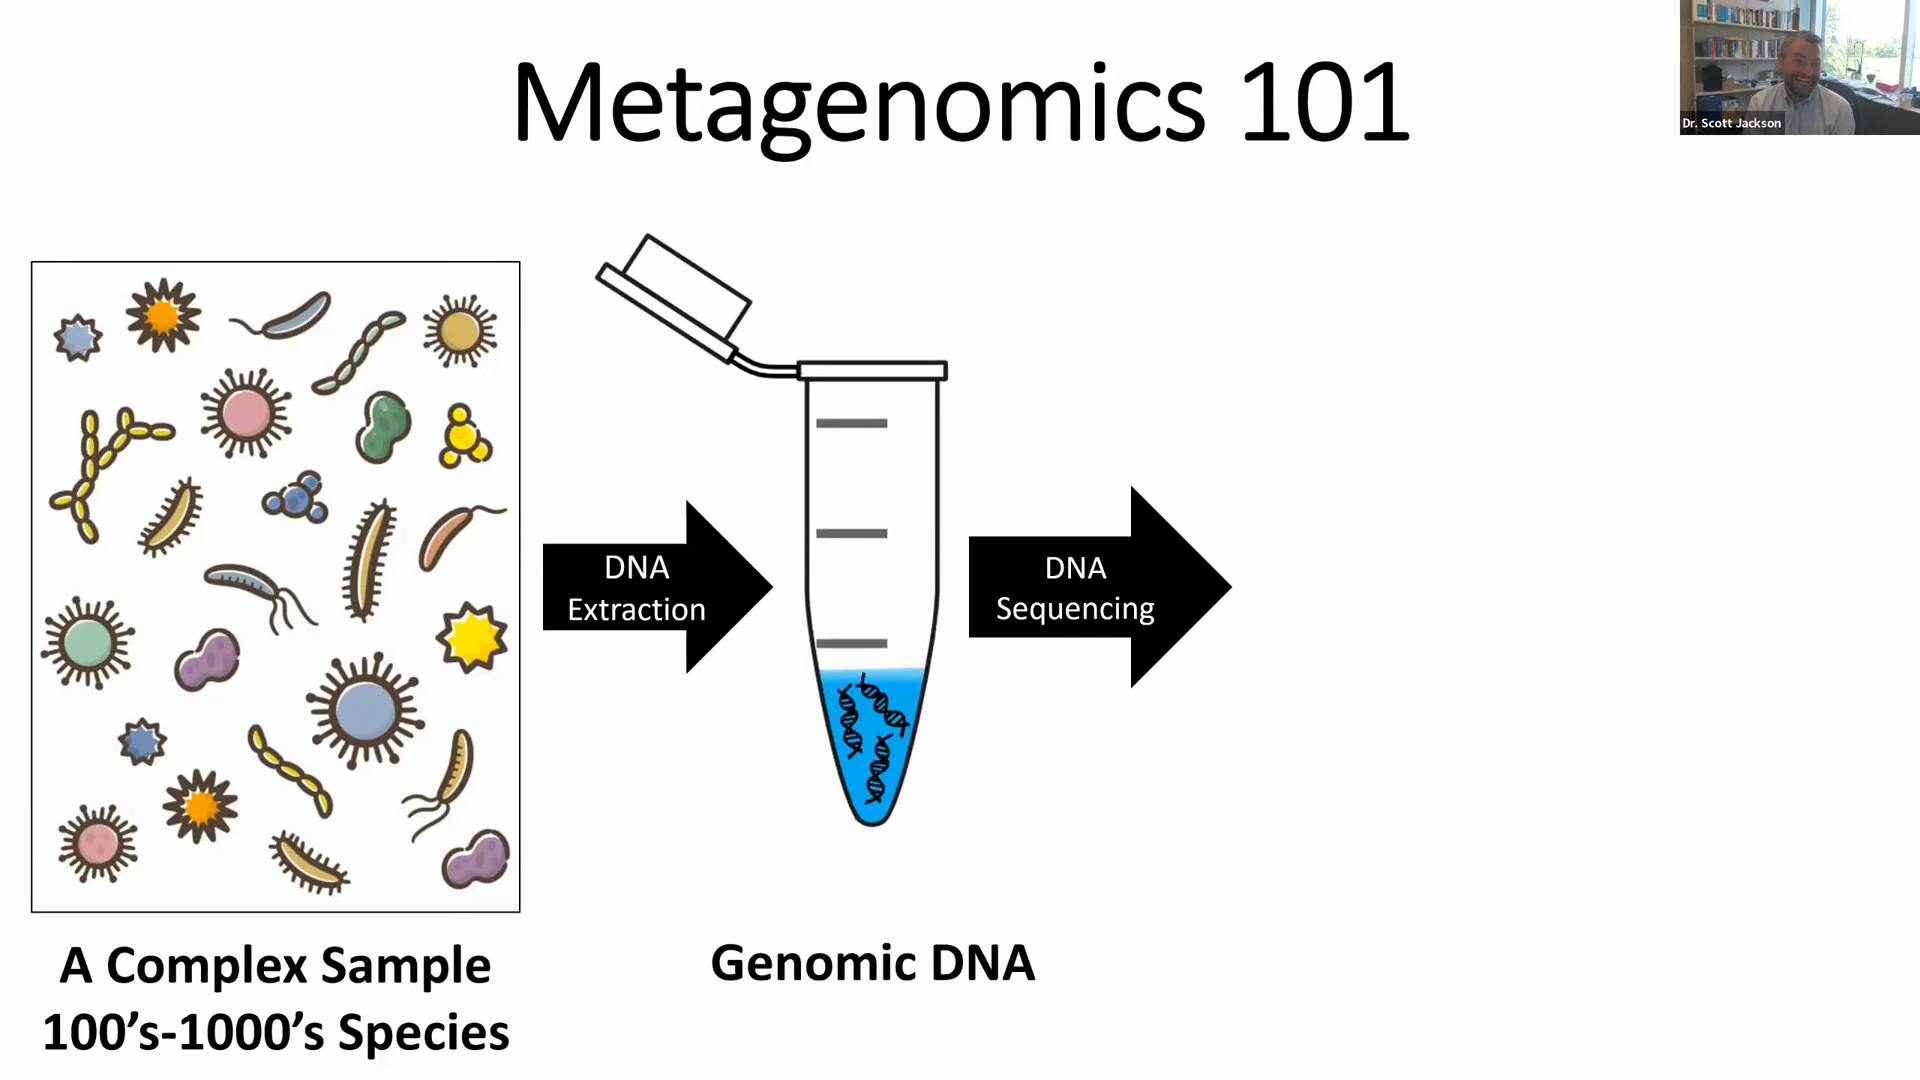 Metagenomics 101
Dr. Scott Jackson
DNA
Extraction
DNA
Sequencing
A Complex Sample
100’s-1000’s Species
Genomic DNA